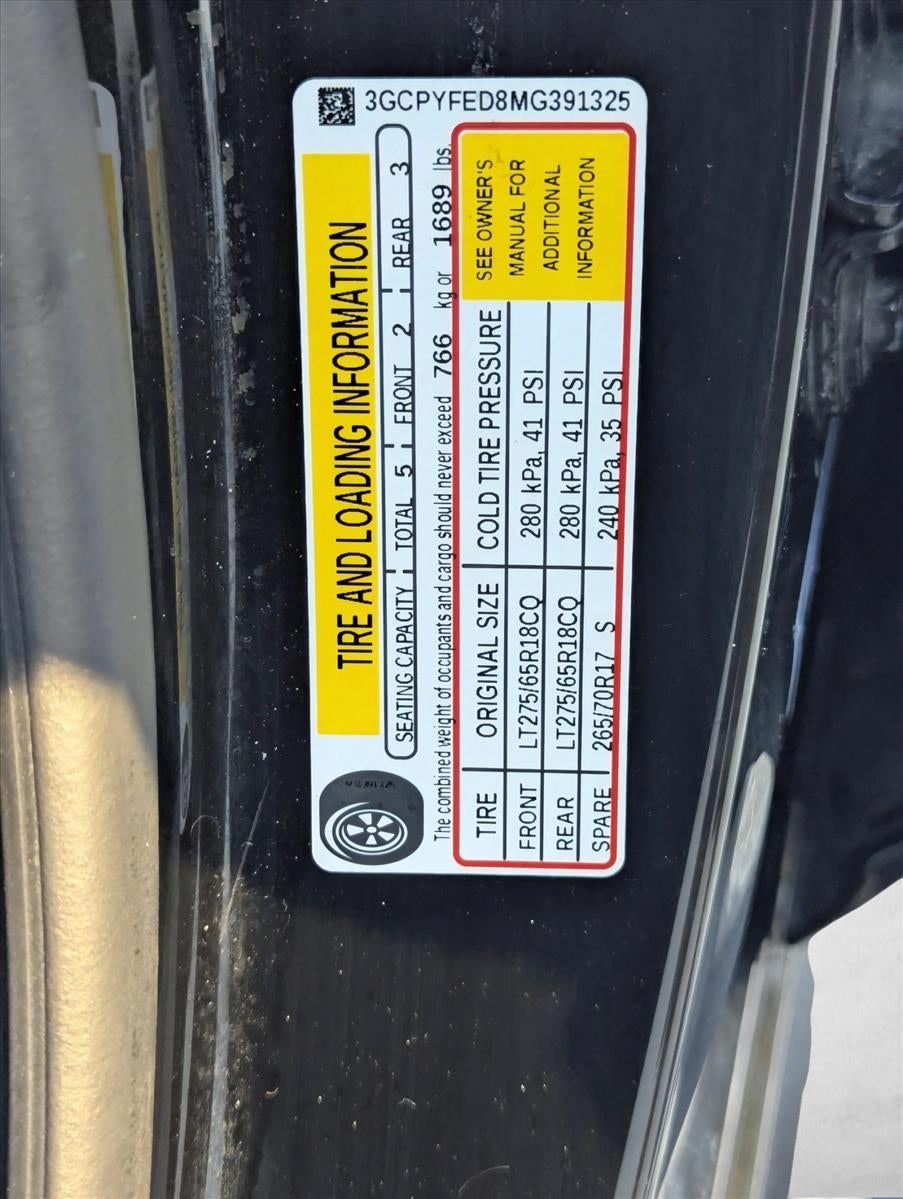 3GCPYFED8MG391325
TIRE AND LOADING INFORMATION
SEATING CAPACITY TOTAL 5 FRONT 2 REAR 3
The combined weight of occupants and cargo should never exceed 766 kg or 1689 lbs.
TIRE ORIGINAL SIZE COLD TIRE PRESSURE
FRONT LT275/65R18CQ 280 kPa, 41 PSI
REAR LT275/65R18CQ 280 kPa, 41 PSI
SPARE 265/70R17 S 240 kPa, 35 PSI
SEE OWNER'S
MANUAL FOR
ADDITIONAL
INFORMATION